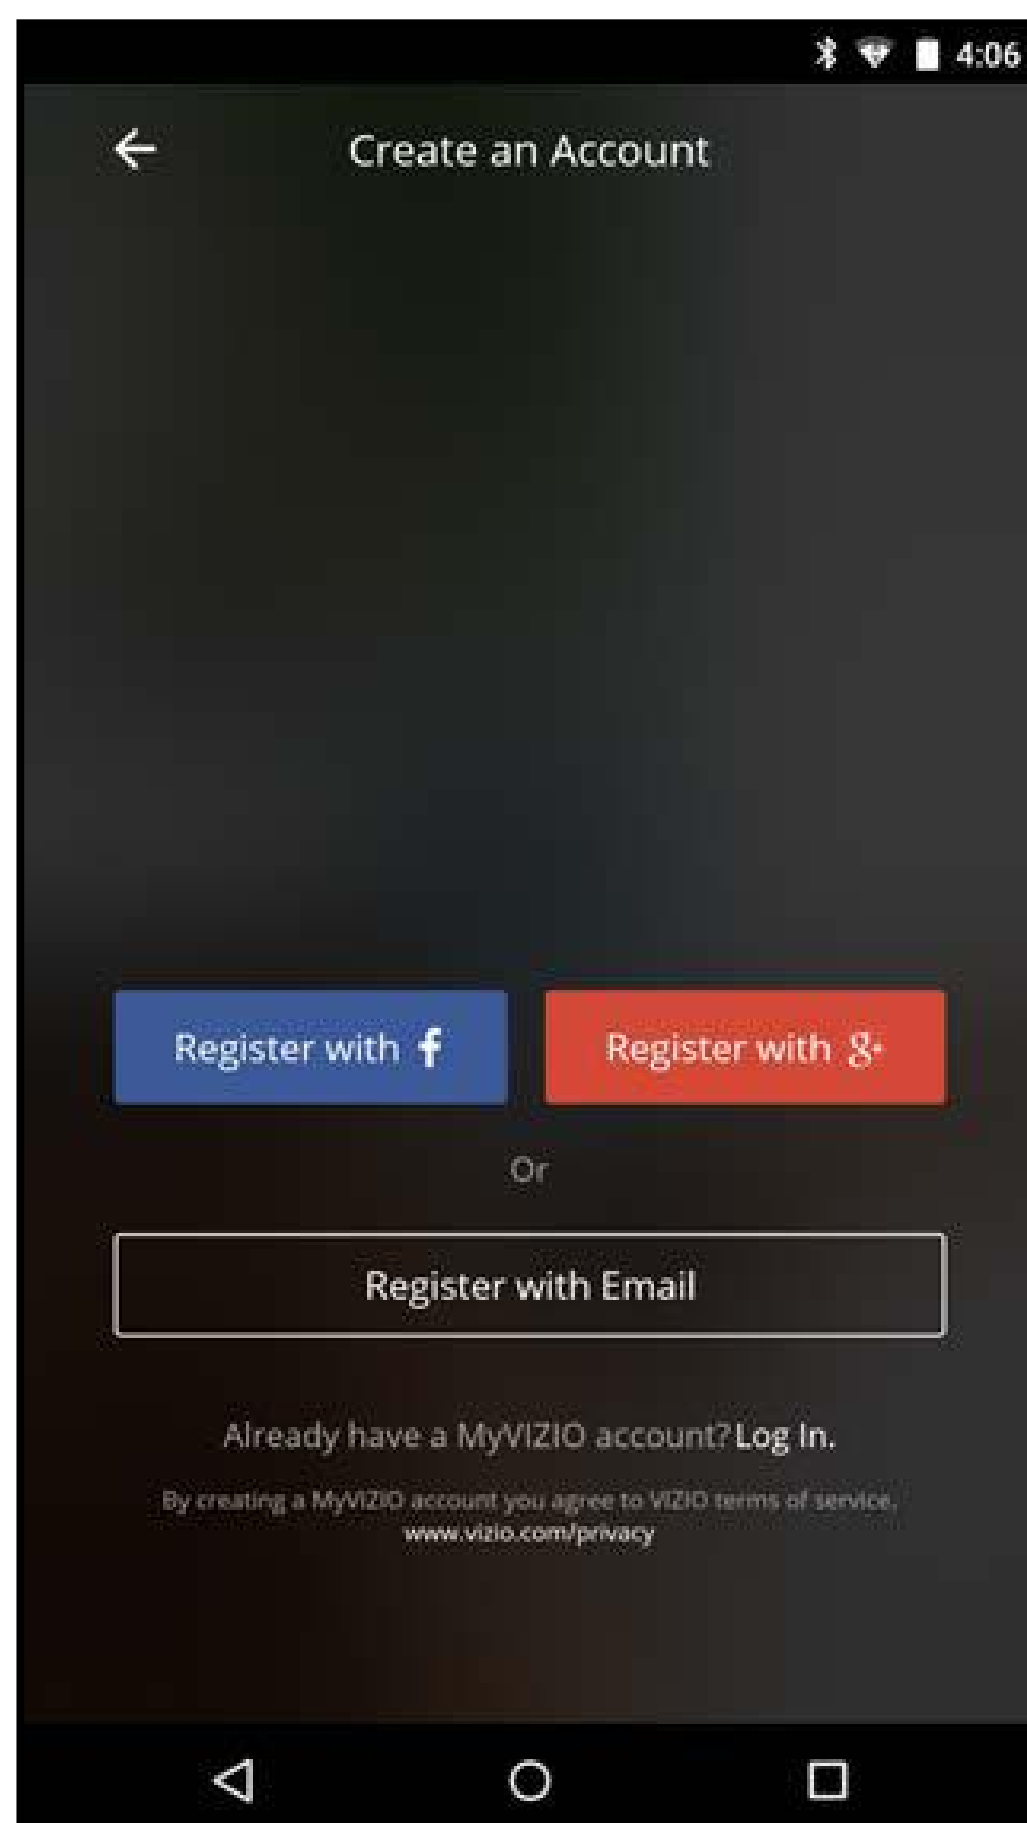 4:06
Create an Account
Register with f
Register with g+
Or
Register with Email
Already have a MyVIZIO account? Log In.
By creating a MyVIZIO account you agree to VIZIO terms of service.
www.vizio.com/privacy